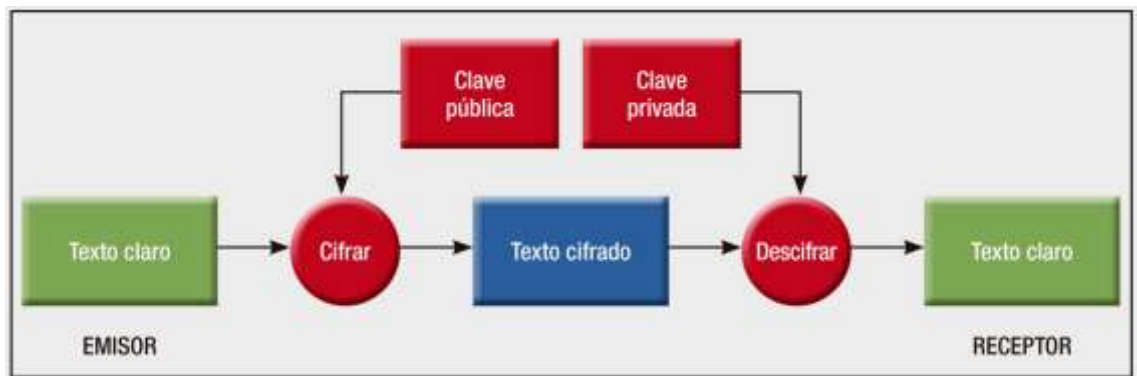 Clave
pública
Clave
privada
Texto claro
Cifrar
Texto cifrado
Descifrar
Texto claro
EMISOR
RECEPTOR